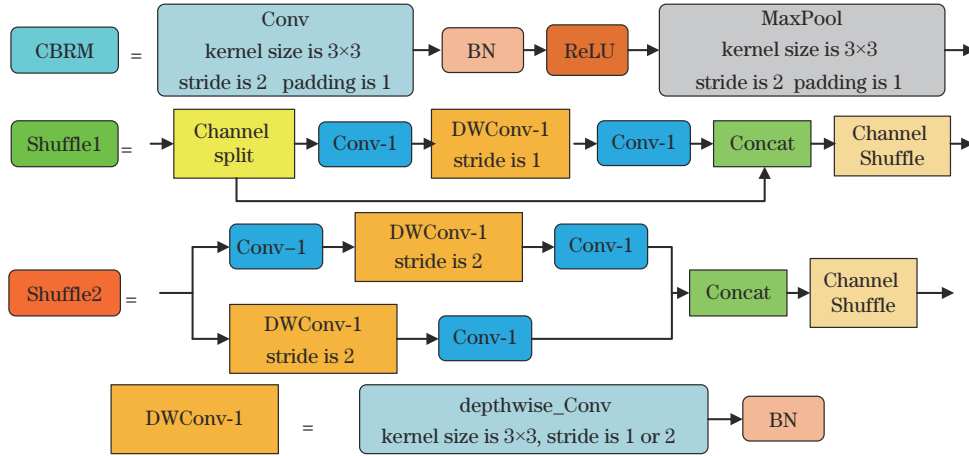 CBRM
=
Conv
kernel size is 3×3
stride is 2 padding is 1
BN
ReLU
MaxPool
kernel size is 3×3
stride is 2 padding is 1
Shuffle1
=
Channel
split
Conv-1
DWConv-1
stride is 1
Conv-1
Concat
Channel
Shuffle
Shuffle2
=
Conv–1
DWConv-1
stride is 2
Conv-1
DWConv-1
stride is 2
Conv-1
Concat
Channel
Shuffle
DWConv-1
=
depthwise_Conv
kernel size is 3×3, stride is 1 or 2
BN